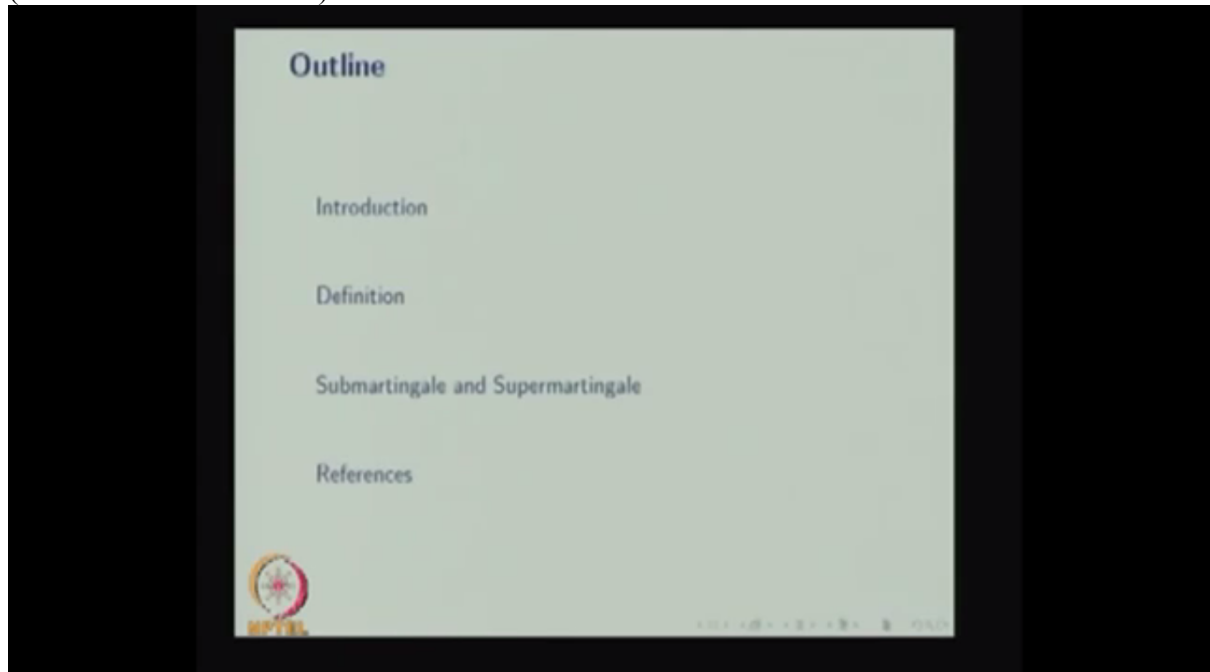 Outline
Introduction
Definition
Submartingale and Supermartingale
References
NPTEL